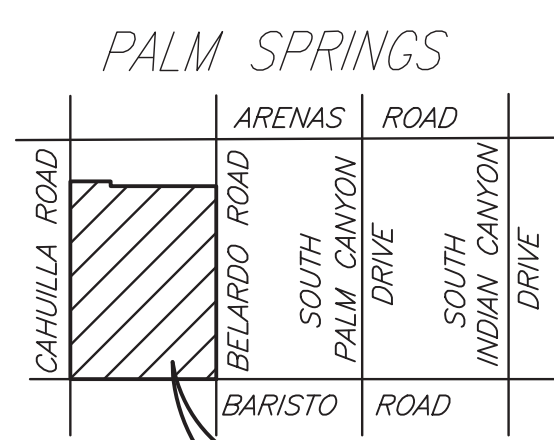 PALM SPRINGS
ARENAS ROAD
CAHUILLA ROAD
BELARDO ROAD
SOUTH
PALM CANYON
DRIVE
SOUTH
INDIAN CANYON
DRIVE
BARISTO ROAD